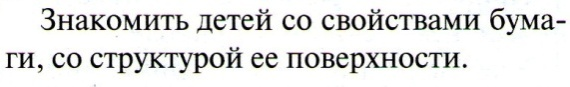 Знакомить детей со свойствами бума-
ги, со структурой ее поверхности.